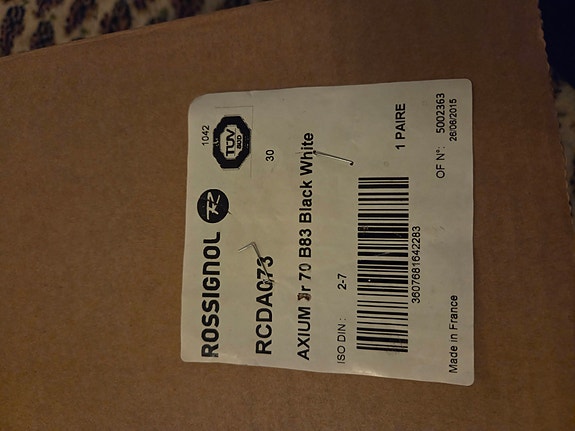 ROSSIGNOL
1042
TÜV
SÜD
RCDA073
30
AXIUM Jr 70 B83 Black White
ISO DIN : 2-7
3607681642283
1 PAIRE
Made in France
OF N°: 5002363
26/06/2015